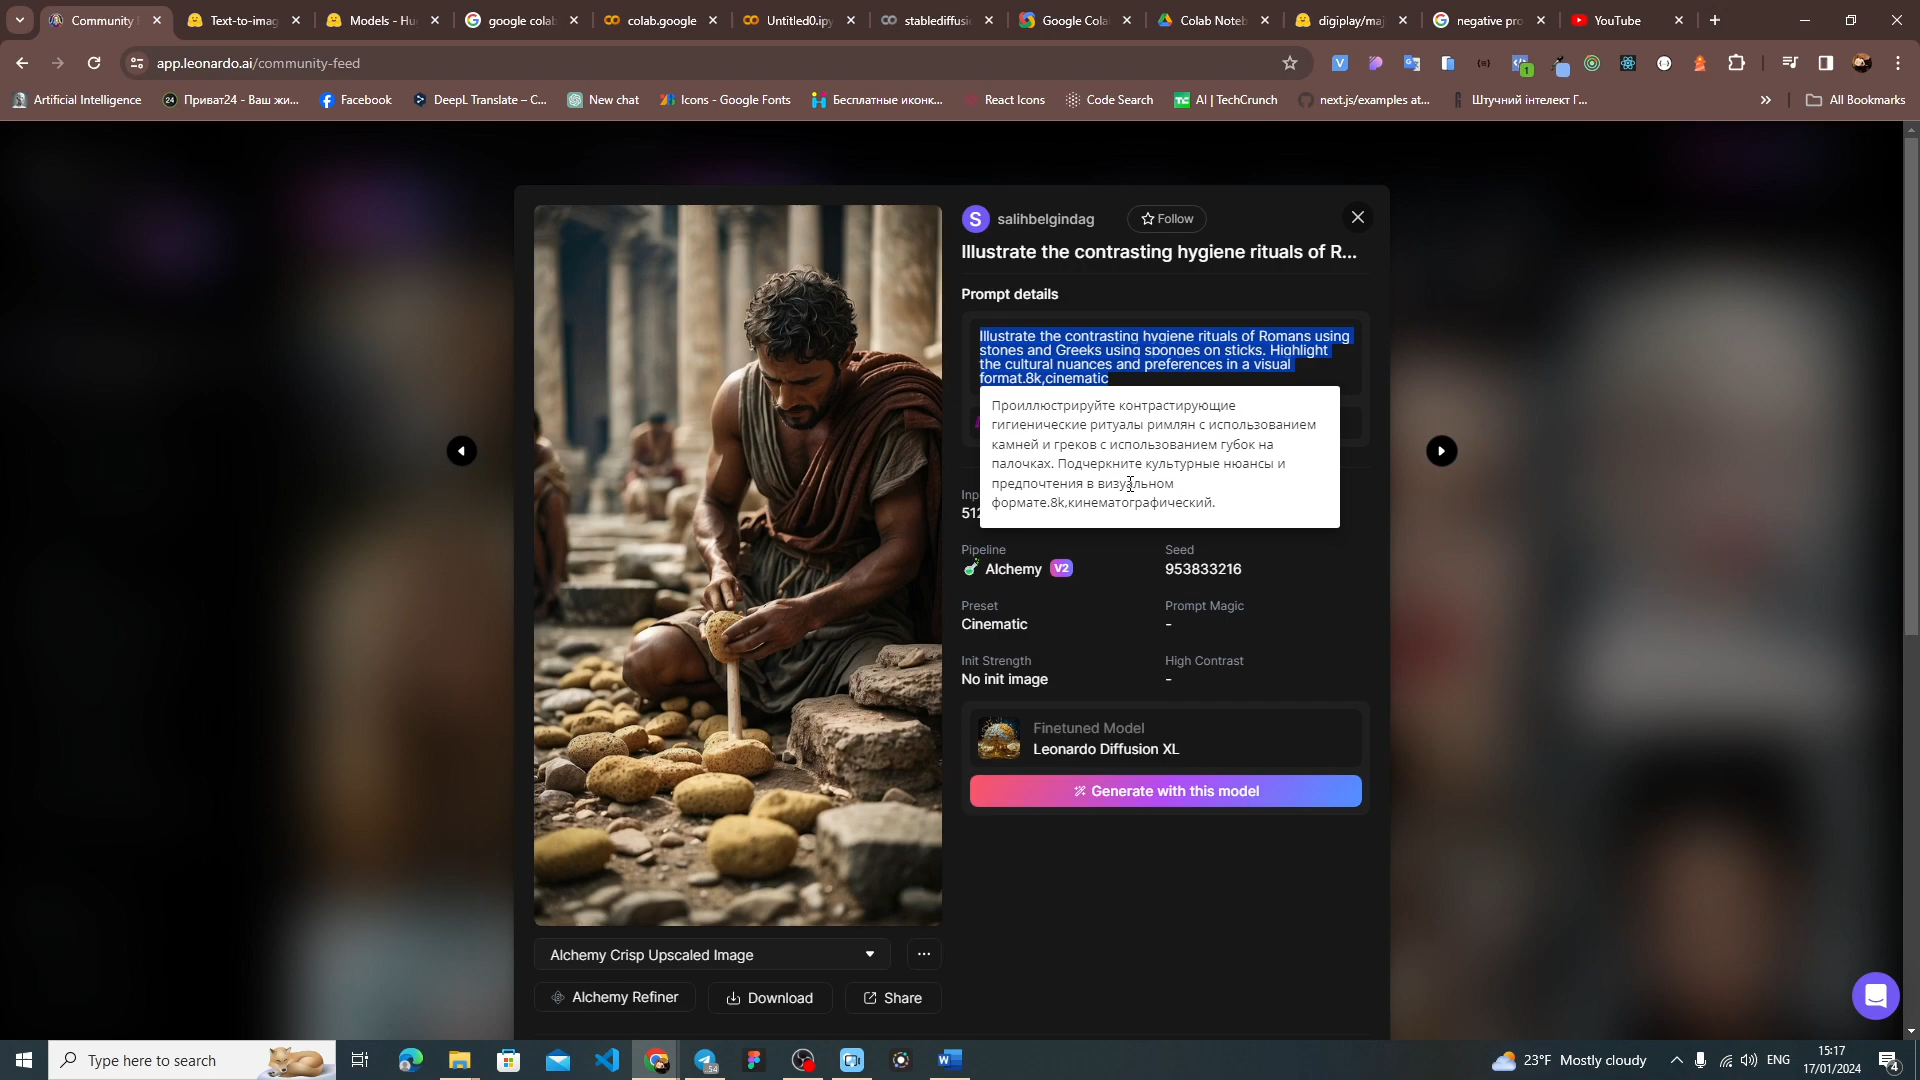 Community
Text-to-imag
Models - Hu
google colab
colab.google
Untitled0.ipy
stablediffusi
Google Cola
Colab Noteb
digiplay/maj
negative pro
YouTube
app.leonardo.ai/community-feed
Artificial Intelligence
Приват24 - Ваш жи...
Facebook
DeepL Translate – C...
New chat
Icons - Google Fonts
Бесплатные иконк...
React Icons
Code Search
AI | TechCrunch
next.js/examples at...
Штучний інтелект Г...
All Bookmarks
S salihbelgindag
Follow
Illustrate the contrasting hygiene rituals of R...
Prompt details
Illustrate the contrasting hygiene rituals of Romans using
stones and Greeks using sponges on sticks. Highlight
the cultural nuances and preferences in a visual
format.8k,cinematic
Проиллюстрируйте контрастирующие
гигиенические ритуалы римлян с использованием
камней и греков с использованием губок на
палочках. Подчеркните культурные нюансы и
предпочтения в визуальном
формате.8k,кинематографический.
Inp
512
Pipeline
Seed
Alchemy V2
953833216
Preset
Prompt Magic
Cinematic
-
Init Strength
High Contrast
No init image
-
Finetuned Model
Leonardo Diffusion XL
Generate with this model
Alchemy Crisp Upscaled Image
Alchemy Refiner
Download
Share
Type here to search
54
23°F Mostly cloudy
ENG
15:17
17/01/2024
4